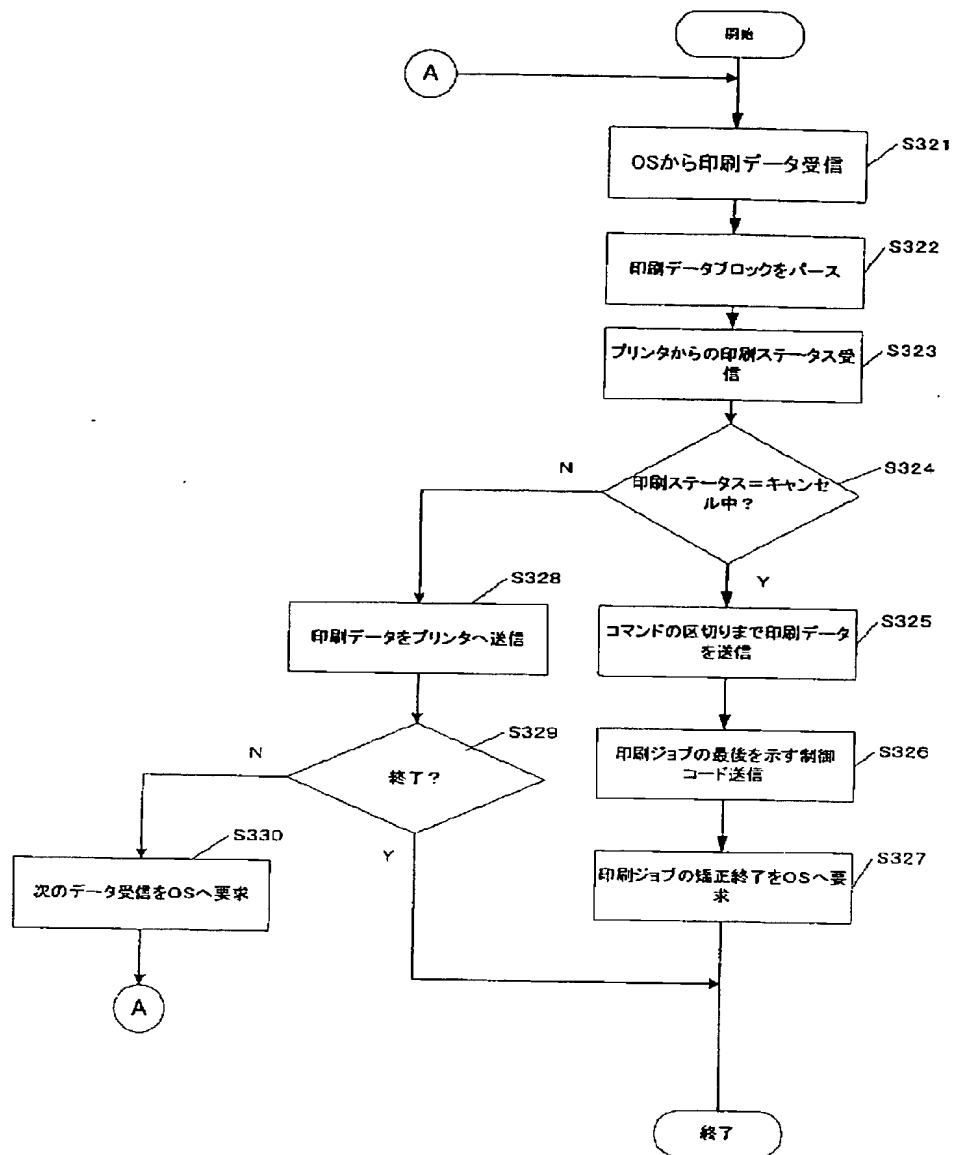 開始
A
S321
OSから印刷データ受信
S322
印刷データブロックをパース
S323
プリンタからの印刷ステータス受
信
S324
N
印刷ステータス＝キャンセ
ル中？
Y
S328
印刷データをプリンタへ送信
S325
コマンドの区切りまで印刷データ
を送信
S329
N
終了？
Y
S326
印刷ジョブの最後を示す制御
コード送信
S330
次のデータ受信をOSへ要求
S327
印刷ジョブの矯正終了をOSへ要
求
A
終了